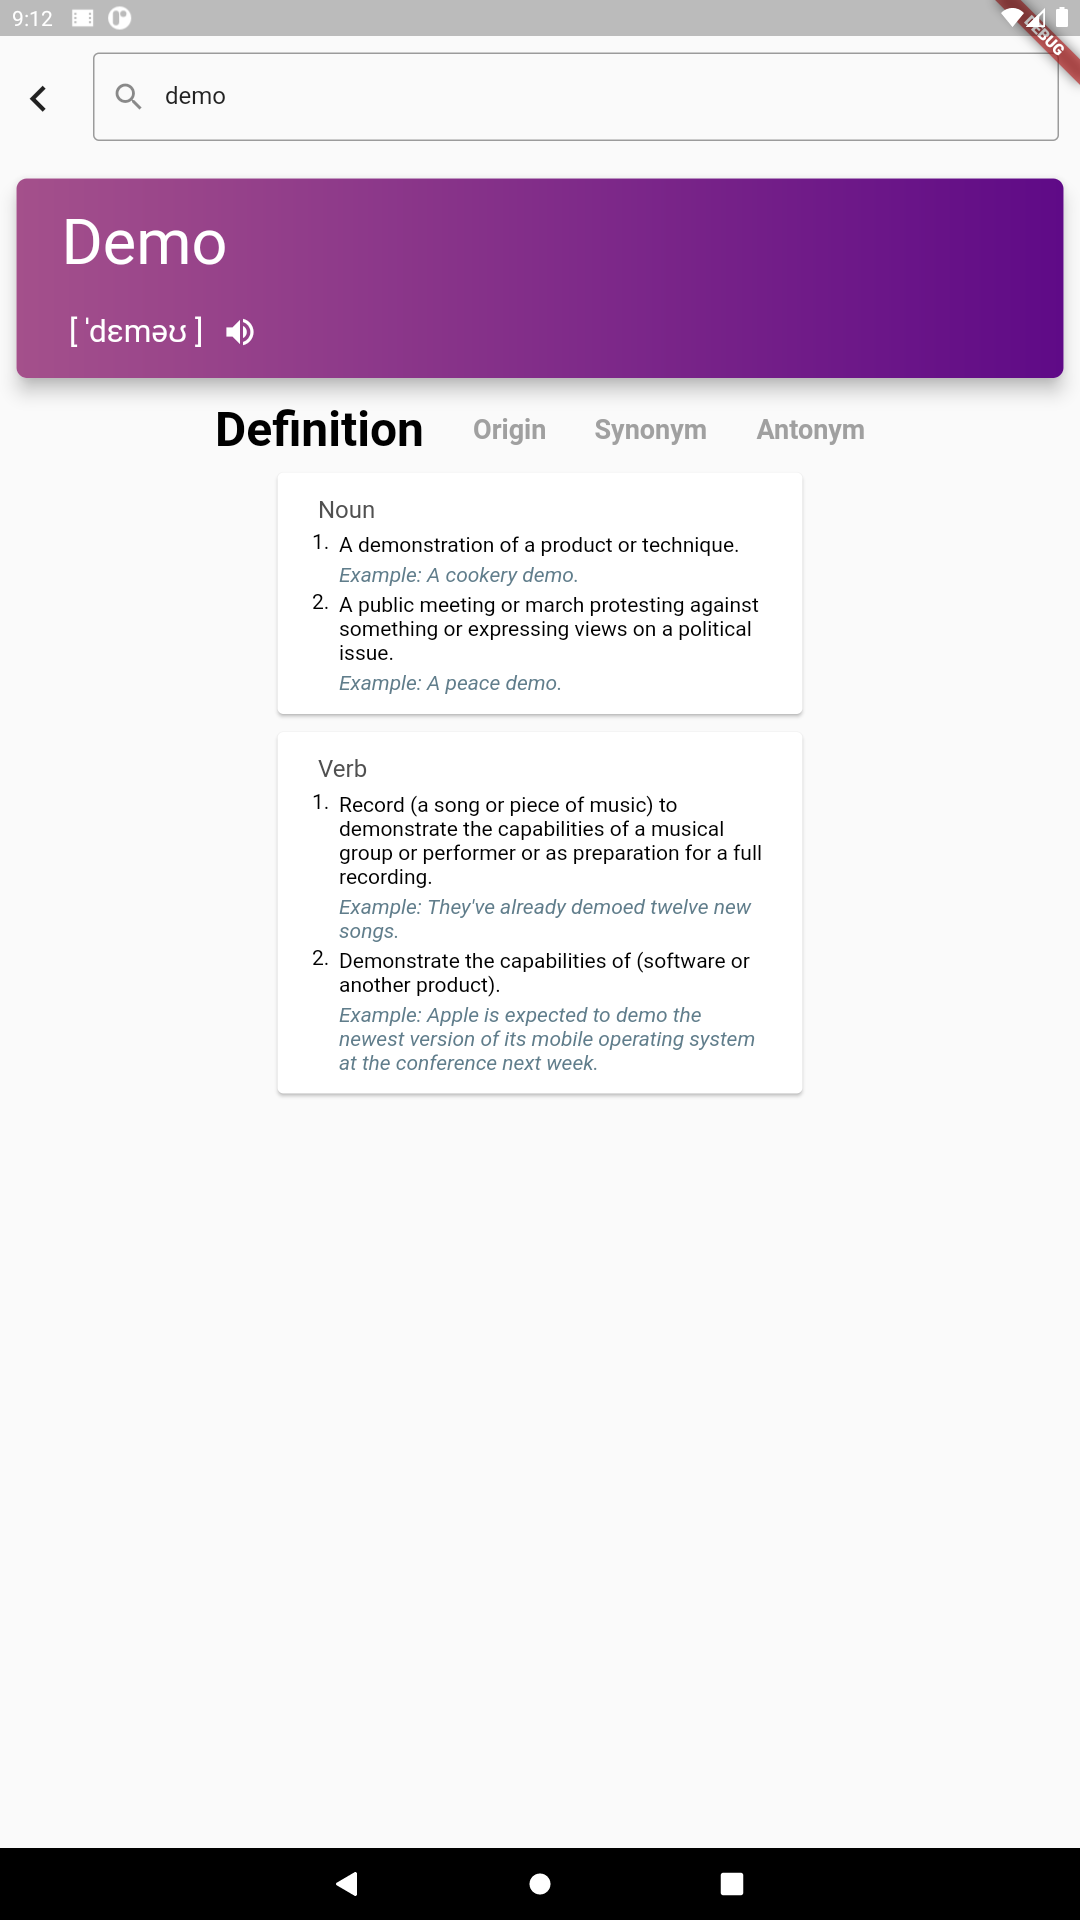 9:12
DEBUG
demo
Demo
[ ˈdɛməʊ ]
Definition Origin Synonym Antonym
Noun
1. A demonstration of a product or technique.
Example: A cookery demo.
2. A public meeting or march protesting against
something or expressing views on a political
issue.
Example: A peace demo.
Verb
1. Record (a song or piece of music) to
demonstrate the capabilities of a musical
group or performer or as preparation for a full
recording.
Example: They've already demoed twelve new
songs.
2. Demonstrate the capabilities of (software or
another product).
Example: Apple is expected to demo the
newest version of its mobile operating system
at the conference next week.